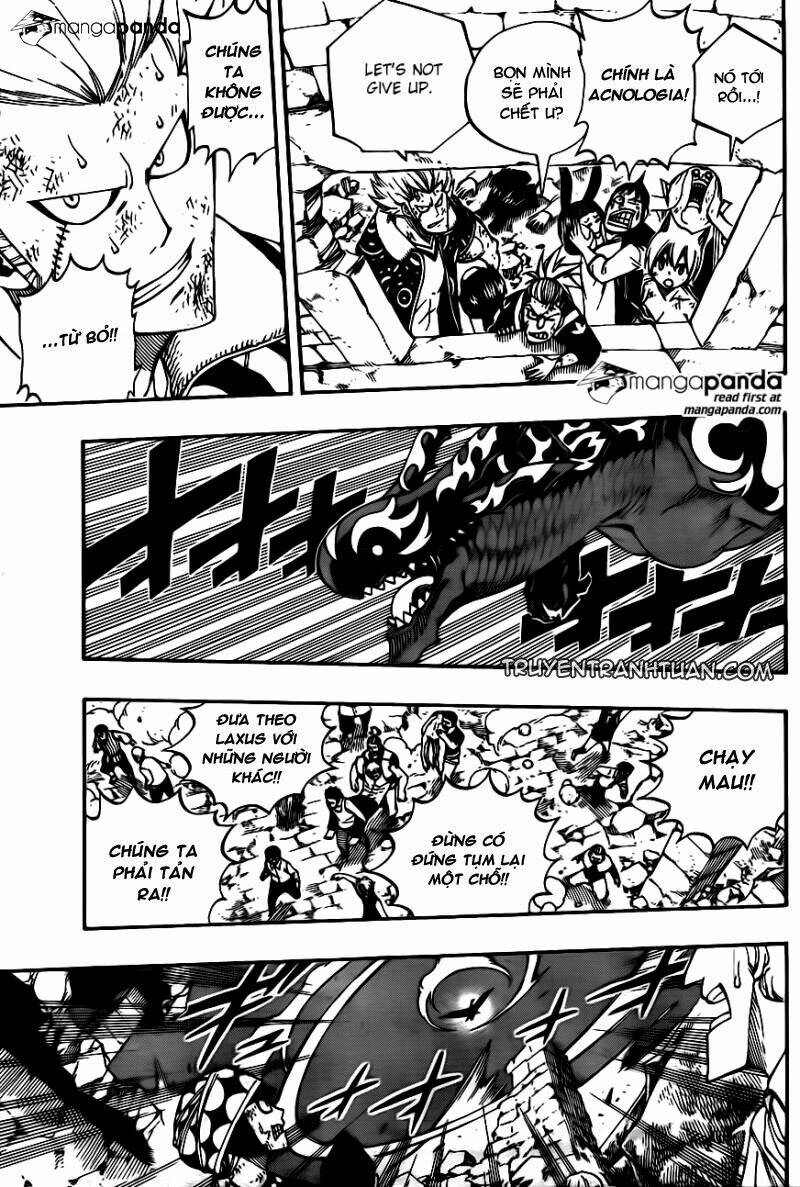 mangapanda
NÓ TỚI
RỒI...!
CHÍNH LÀ
ACNOLOGIA!
BỌN MÌNH
SẼ PHẢI
CHẾT Ư?
LET'S NOT
GIVE UP.
CHÚNG
TA
KHÔNG
ĐƯỢC...
...TỪ BỎ!!
mangapanda
read first at
mangapanda.com
TRUYENTRANHTUAN.COM
CHẠY
MAU!!
ĐƯA THEO
LAXUS VỚI
NHỮNG NGƯỜI
KHÁC!!
ĐỪNG CÓ
ĐỨNG TỤM LẠI
MỘT CHỖ!!
CHÚNG TA
PHẢI TẢN
RA!!